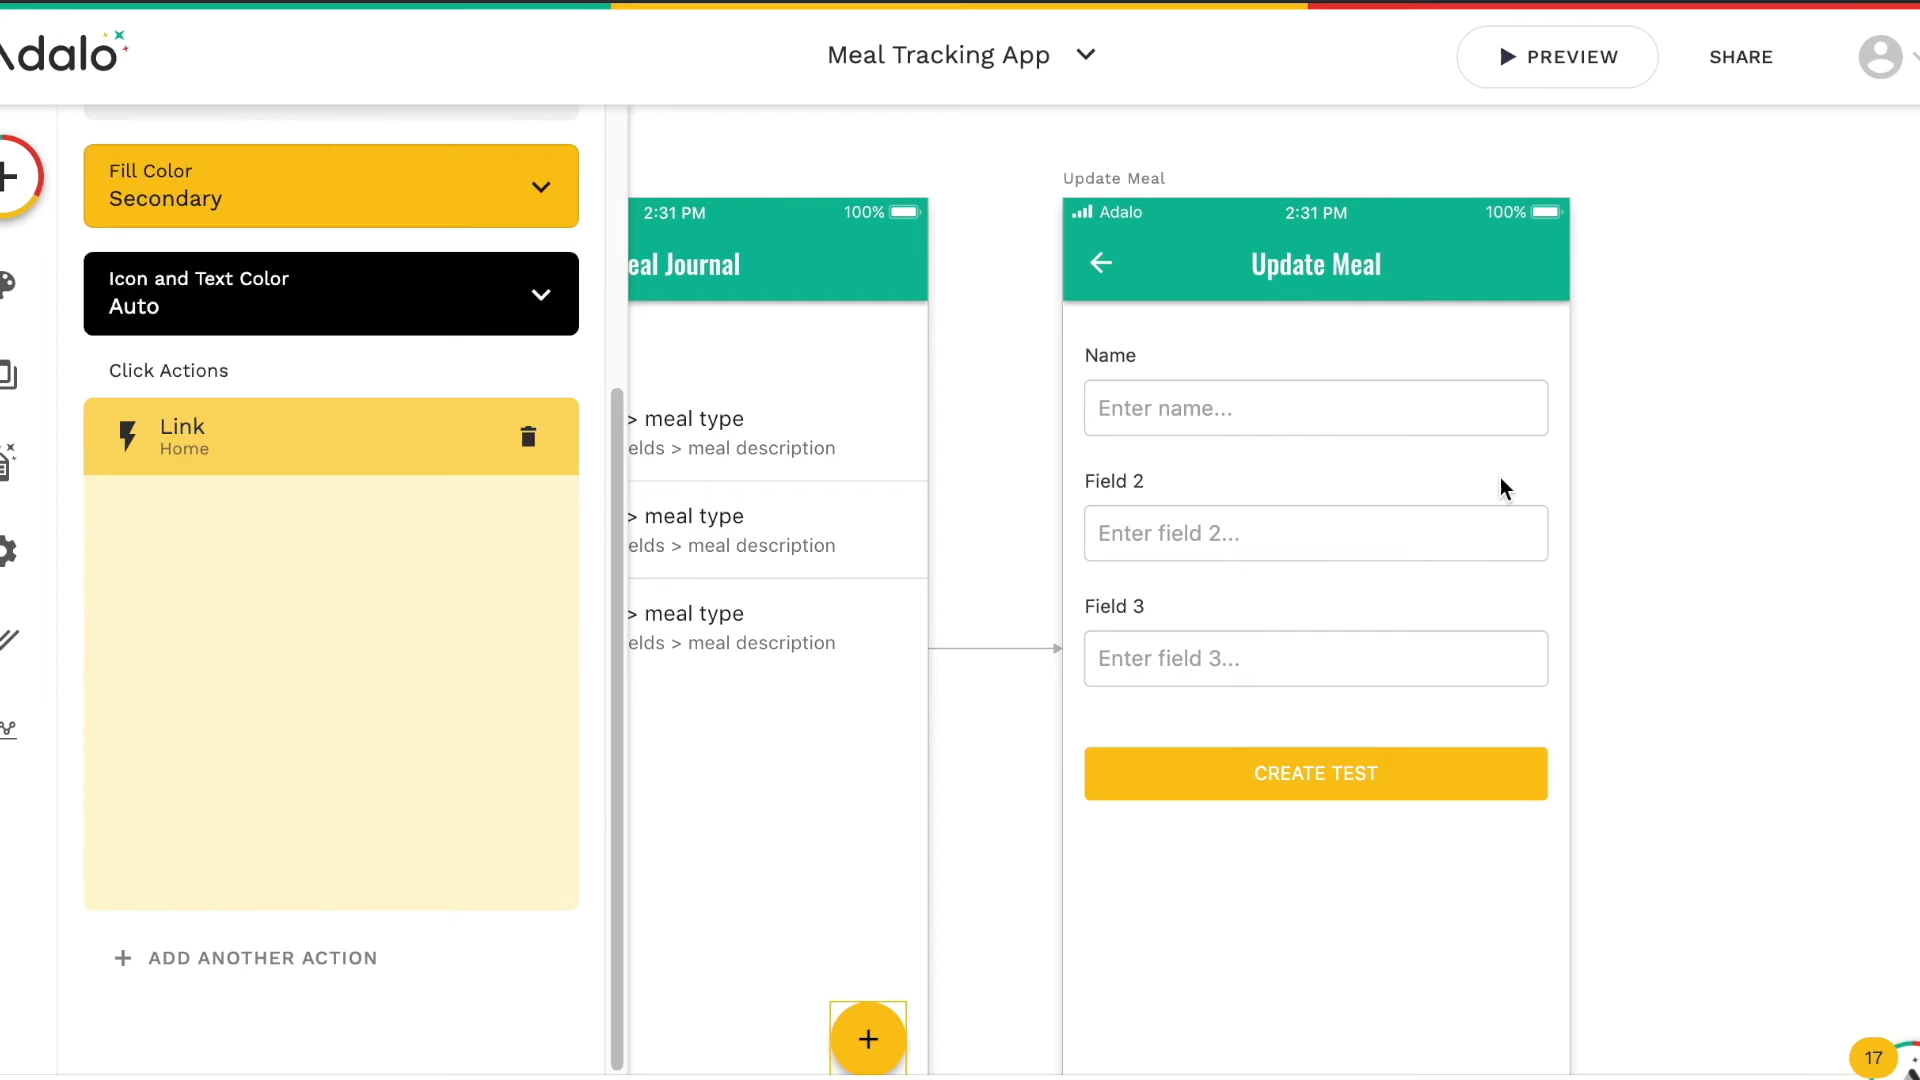 Adalo
Meal Tracking App
PREVIEW
SHARE
Fill Color
Secondary
Icon and Text Color
Auto
Click Actions
Link
Home
ADD ANOTHER ACTION
2:31 PM 100%
eal Journal
> meal type
elds > meal description
> meal type
elds > meal description
> meal type
elds > meal description
+
Update Meal
Adalo 2:31 PM 100%
Update Meal
Name
Enter name...
Field 2
Enter field 2...
Field 3
Enter field 3...
CREATE TEST
17